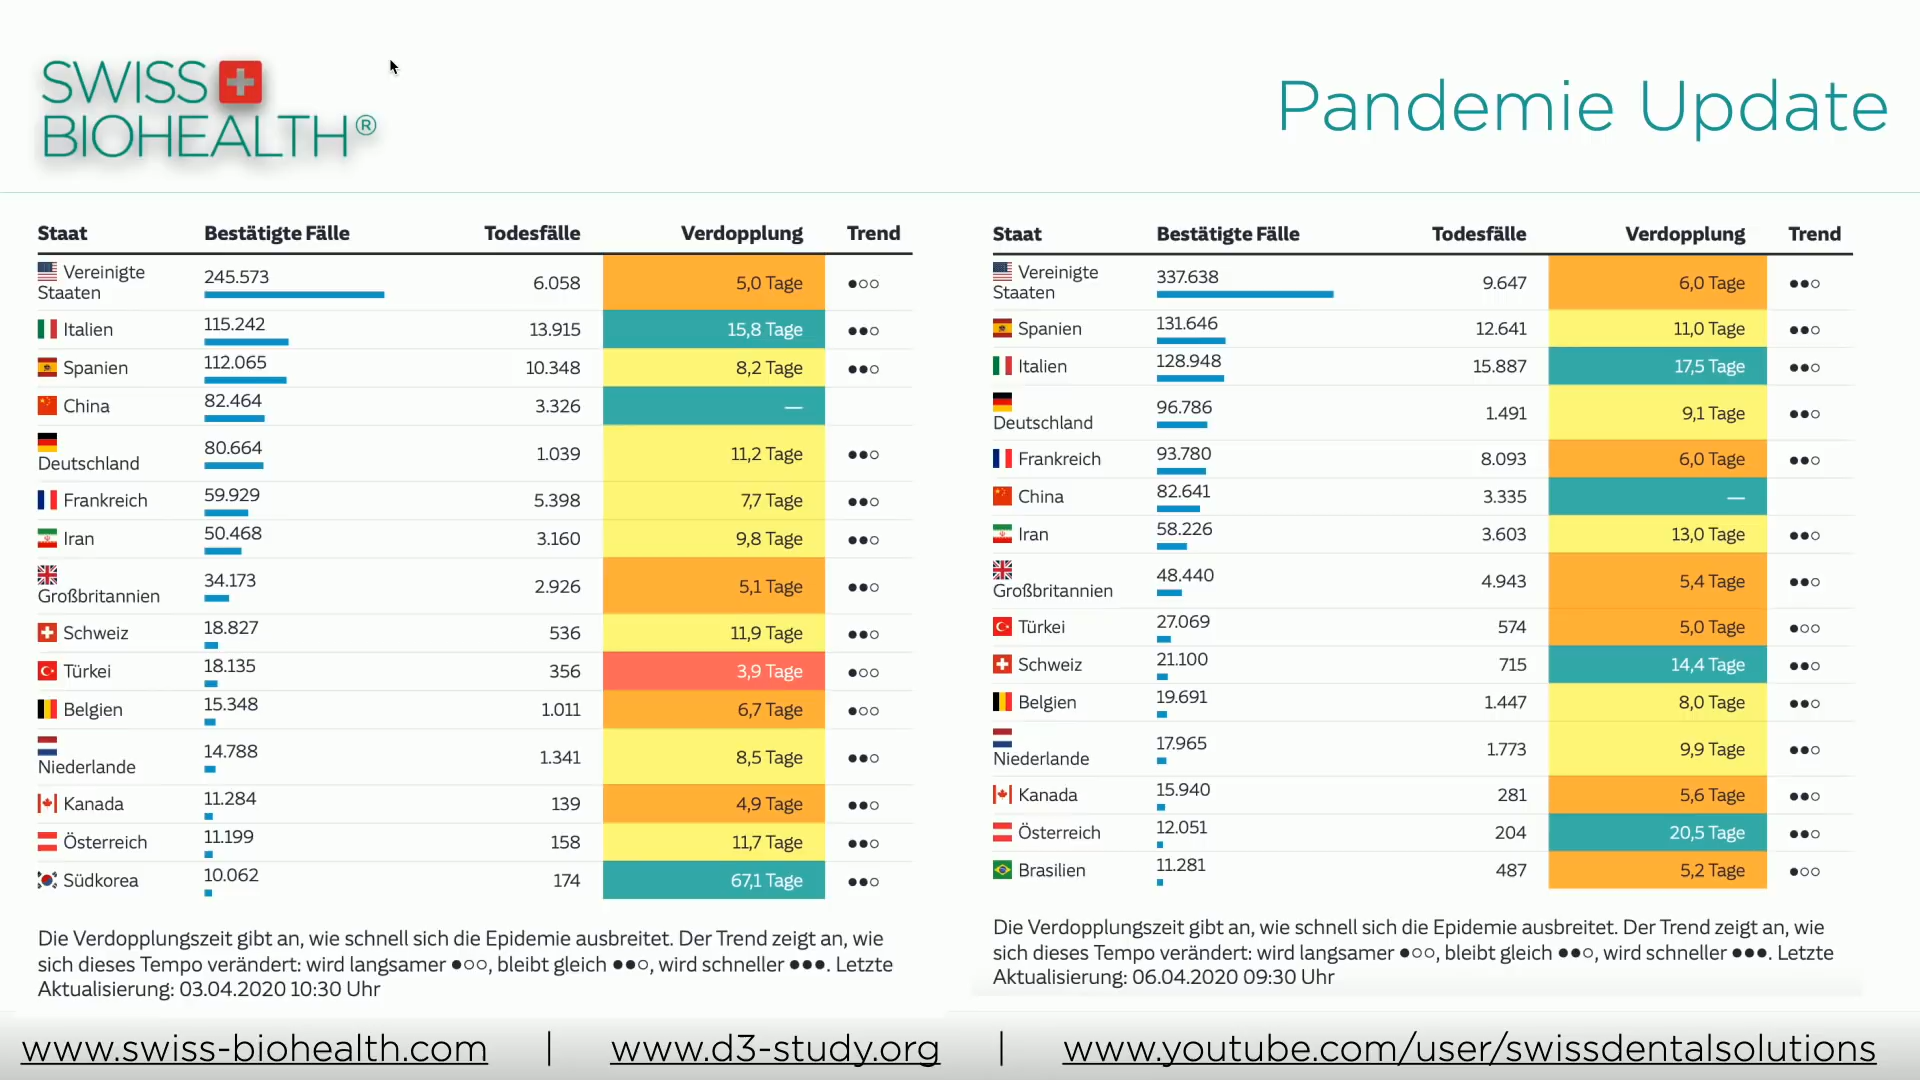 SWISS
BIOHEALTH®
Pandemie Update
Staat Bestätigte Fälle Todesfälle Verdopplung Trend
Vereinigte Staaten 245.573 6.058 5,0 Tage ●○○
Italien 115.242 13.915 15,8 Tage ●●○
Spanien 112.065 10.348 8,2 Tage ●●○
China 82.464 3.326 —
Deutschland 80.664 1.039 11,2 Tage ●●○
Frankreich 59.929 5.398 7,7 Tage ●●○
Iran 50.468 3.160 9,8 Tage ●●○
Großbritannien 34.173 2.926 5,1 Tage ●●○
Schweiz 18.827 536 11,9 Tage ●●○
Türkei 18.135 356 3,9 Tage ●○○
Belgien 15.348 1.011 6,7 Tage ●○○
Niederlande 14.788 1.341 8,5 Tage ●●○
Kanada 11.284 139 4,9 Tage ●●○
Österreich 11.199 158 11,7 Tage ●●○
Südkorea 10.062 174 67,1 Tage ●●○
Die Verdopplungszeit gibt an, wie schnell sich die Epidemie ausbreitet. Der Trend zeigt an, wie
sich dieses Tempo verändert: wird langsamer ●○○, bleibt gleich ●●○, wird schneller ●●●. Letzte
Aktualisierung: 03.04.2020 10:30 Uhr
Staat Bestätigte Fälle Todesfälle Verdopplung Trend
Vereinigte Staaten 337.638 9.647 6,0 Tage ●●○
Spanien 131.646 12.641 11,0 Tage ●●○
Italien 128.948 15.887 17,5 Tage ●●○
Deutschland 96.786 1.491 9,1 Tage ●●○
Frankreich 93.780 8.093 6,0 Tage ●●○
China 82.641 3.335 —
Iran 58.226 3.603 13,0 Tage ●●○
Großbritannien 48.440 4.943 5,4 Tage ●●○
Türkei 27.069 574 5,0 Tage ●○○
Schweiz 21.100 715 14,4 Tage ●●○
Belgien 19.691 1.447 8,0 Tage ●●○
Niederlande 17.965 1.773 9,9 Tage ●●○
Kanada 15.940 281 5,6 Tage ●●○
Österreich 12.051 204 20,5 Tage ●●○
Brasilien 11.281 487 5,2 Tage ●○○
Die Verdopplungszeit gibt an, wie schnell sich die Epidemie ausbreitet. Der Trend zeigt an, wie
sich dieses Tempo verändert: wird langsamer ●○○, bleibt gleich ●●○, wird schneller ●●●. Letzte
Aktualisierung: 06.04.2020 09:30 Uhr
www.swiss-biohealth.com | www.d3-study.org | www.youtube.com/user/swissdentalsolutions